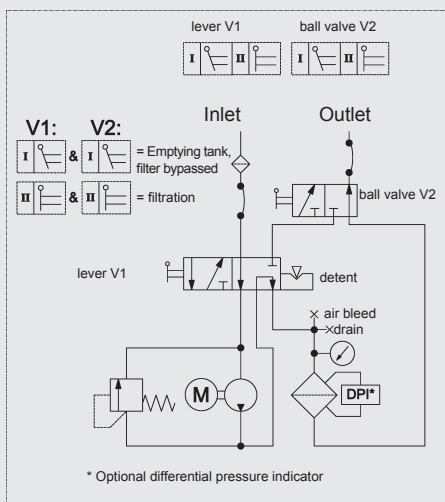 lever V1 ball valve V2
I II I II
Inlet Outlet
V1: V2:
I & I = Emptying tank,
filter bypassed
II & II = filtration
ball valve V2
lever V1
detent
air bleed
drain
M
DPI*
* Optional differential pressure indicator